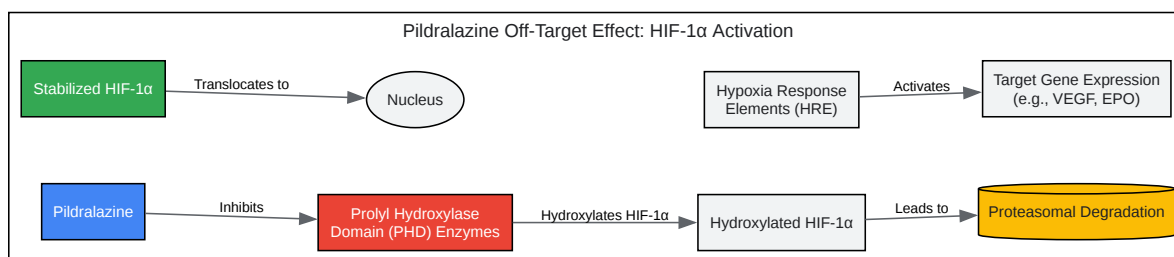 Pildralazine Off-Target Effect: HIF-1α Activation
Stabilized HIF-1α
Translocates to
Nucleus
Hypoxia Response
Elements (HRE)
Activates
Target Gene Expression
(e.g., VEGF, EPO)
Pildralazine
Inhibits
Prolyl Hydroxylase
Domain (PHD) Enzymes
Hydroxylates HIF-1α
Hydroxylated HIF-1α
Leads to
Proteasomal Degradation